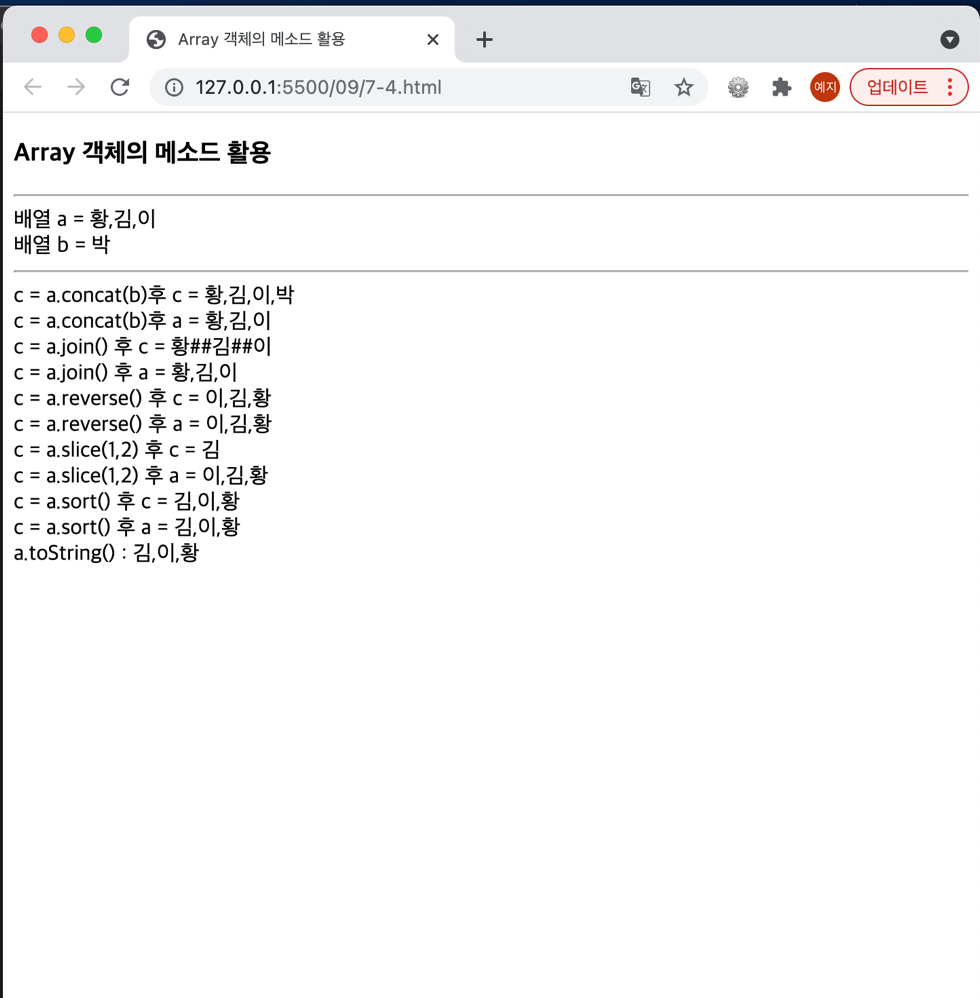 Array 객체의 메소드 활용
127.0.0.1:5500/09/7-4.html
예지
업데이트
Array 객체의 메소드 활용
배열 a = 황,김,이
배열 b = 박
c = a.concat(b)후 c = 황,김,이,박
c = a.concat(b)후 a = 황,김,이
c = a.join() 후 c = 황##김##이
c = a.join() 후 a = 황,김,이
c = a.reverse() 후 c = 이,김,황
c = a.reverse() 후 a = 이,김,황
c = a.slice(1,2) 후 c = 김
c = a.slice(1,2) 후 a = 이,김,황
c = a.sort() 후 c = 김,이,황
c = a.sort() 후 a = 김,이,황
a.toString() : 김,이,황